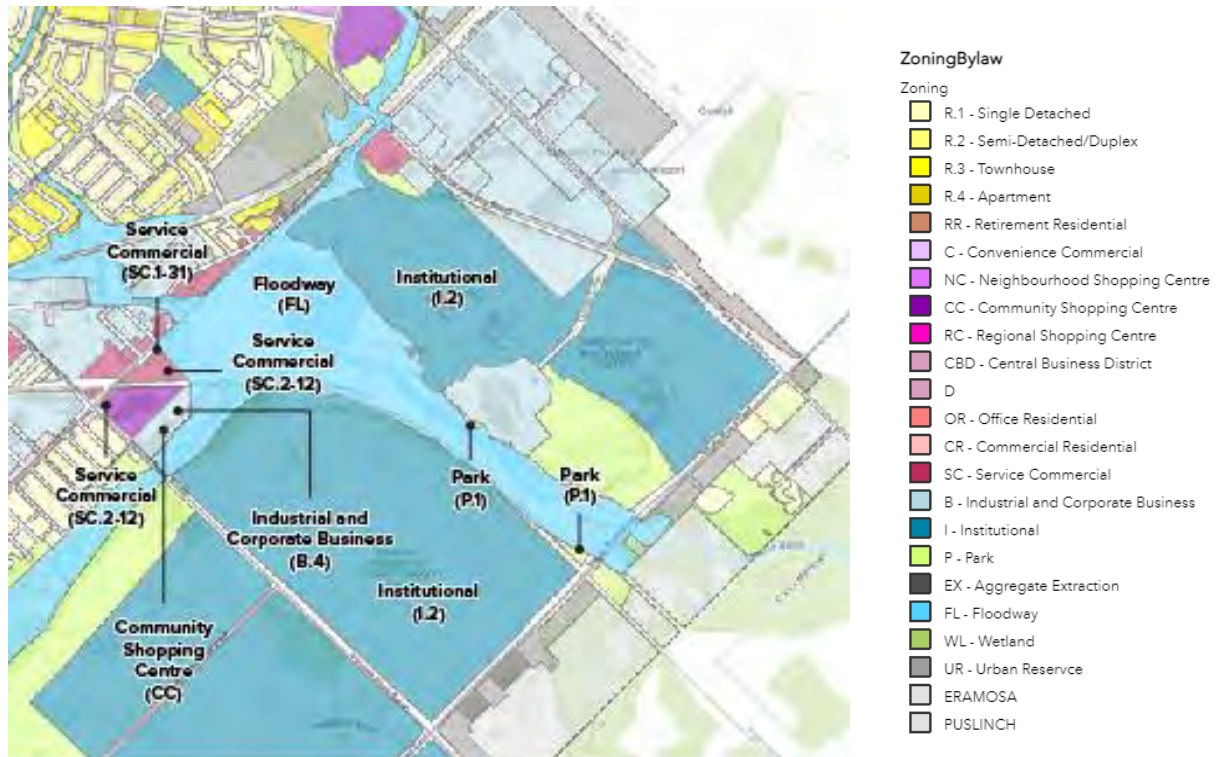 Service
Commercial
(SC.1-31)
Floodway
(FL)
Institutional
(I.2)
Service
Commercial
(SC.2-12)
Service
Commercial
(SC.2-12)
Park
(P.1)
Park
(P.1)
Industrial and
Corporate Business
(B.4)
Institutional
(I.2)
Community
Shopping
Centre
(CC)
ZoningBylaw
Zoning
R.1 - Single Detached
R.2 - Semi-Detached/Duplex
R.3 - Townhouse
R.4 - Apartment
RR - Retirement Residential
C - Convenience Commercial
NC - Neighbourhood Shopping Centre
CC - Community Shopping Centre
RC - Regional Shopping Centre
CBD - Central Business District
D
OR - Office Residential
CR - Commercial Residential
SC - Service Commercial
B - Industrial and Corporate Business
I - Institutional
P - Park
EX - Aggregate Extraction
FL - Floodway
WL - Wetland
UR - Urban Reservce
ERAMOSA
PUSLINCH